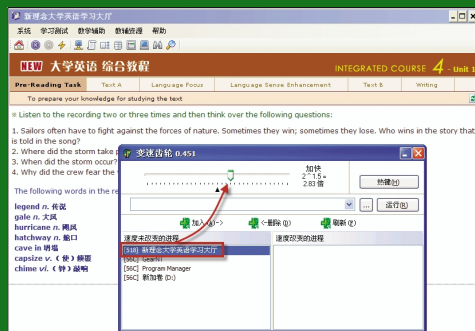 新理念大学英语学习大厅
系统 学习测试 教学辅助 教辅管理 帮助
NEW 大学英语 综合教程 INTEGRATED COURSE 4 - Unit 1
Pre-Reading Task Text A Language Focus Language Sense Enhancement Text B Writing
To prepare your knowledge for studying the text
Listen to the recording two or three times and then think over the following questions:
1. Sailors often have to fight against the forces of nature. Sometimes they win; sometimes they lose. Who wins in the story that
is told in the song?
2. Where did the storm take p
3. When did the storm occur?
4. Why did the crew fear the
The following words in the re
legend n. 传说
gale n. 大风
hurricane n. 飓风
hatchway n. 舱口
cave in 坍塌
capsize v.（使）倾覆
chime vi.（钟）敲响
变速齿轮 0.451
加快
2^1.5=
2.83 倍
热键(H)
... 运行(R)
加入(A)-> <-删除(D) 刷新(F)
速度未改变的进程 速度改变的进程
[518] 新理念大学英语学习大厅
[56C] GearNT
[56C] Program Manager
[56C] 新加卷 (D:)